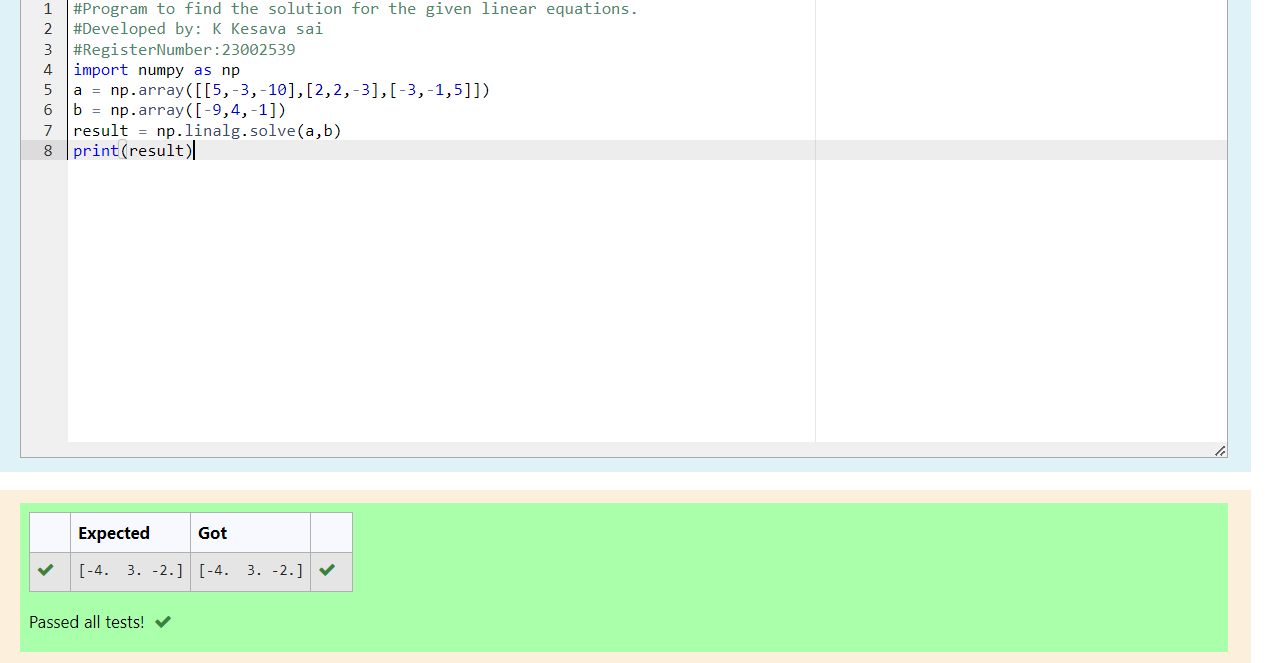 1 #Program to find the solution for the given linear equations.
2 #Developed by: K Kesava sai
3 #RegisterNumber:23002539
4 import numpy as np
5 a = np.array([[5,-3,-10],[2,2,-3],[-3,-1,5]])
6 b = np.array([-9,4,-1])
7 result = np.linalg.solve(a,b)
8 print(result)
Expected Got
[-4.  3. -2.] [-4.  3. -2.]
Passed all tests!